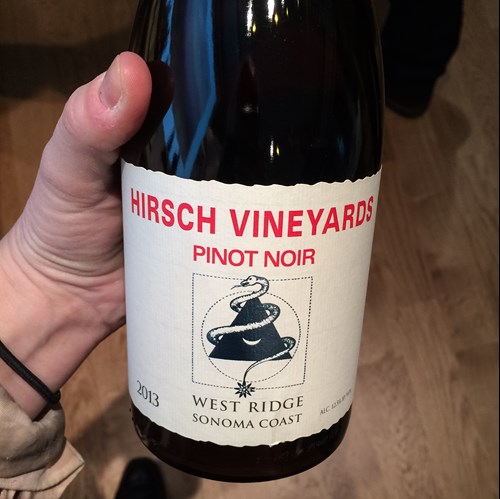 HIRSCH VINEYARDS
PINOT NOIR
2013
WEST RIDGE
SONOMA COAST